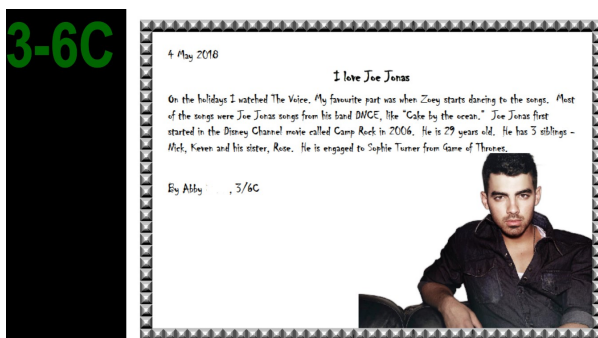 3-6C
4 May 2018
I love Joe Jonas
On the holidays I watched The Voice. My favourite part was when Zoey starts dancing to the songs. Most
of the songs were Joe Jonas songs from his band DNCE, like "Cake by the ocean." Joe Jonas first
started in the Disney Channel movie called Camp Rock in 2006. He is 29 years old. He has 3 siblings -
Nick, Keven and his sister, Rose. He is engaged to Sophie Turner from Game of Thrones.
By Abby , 3/6C